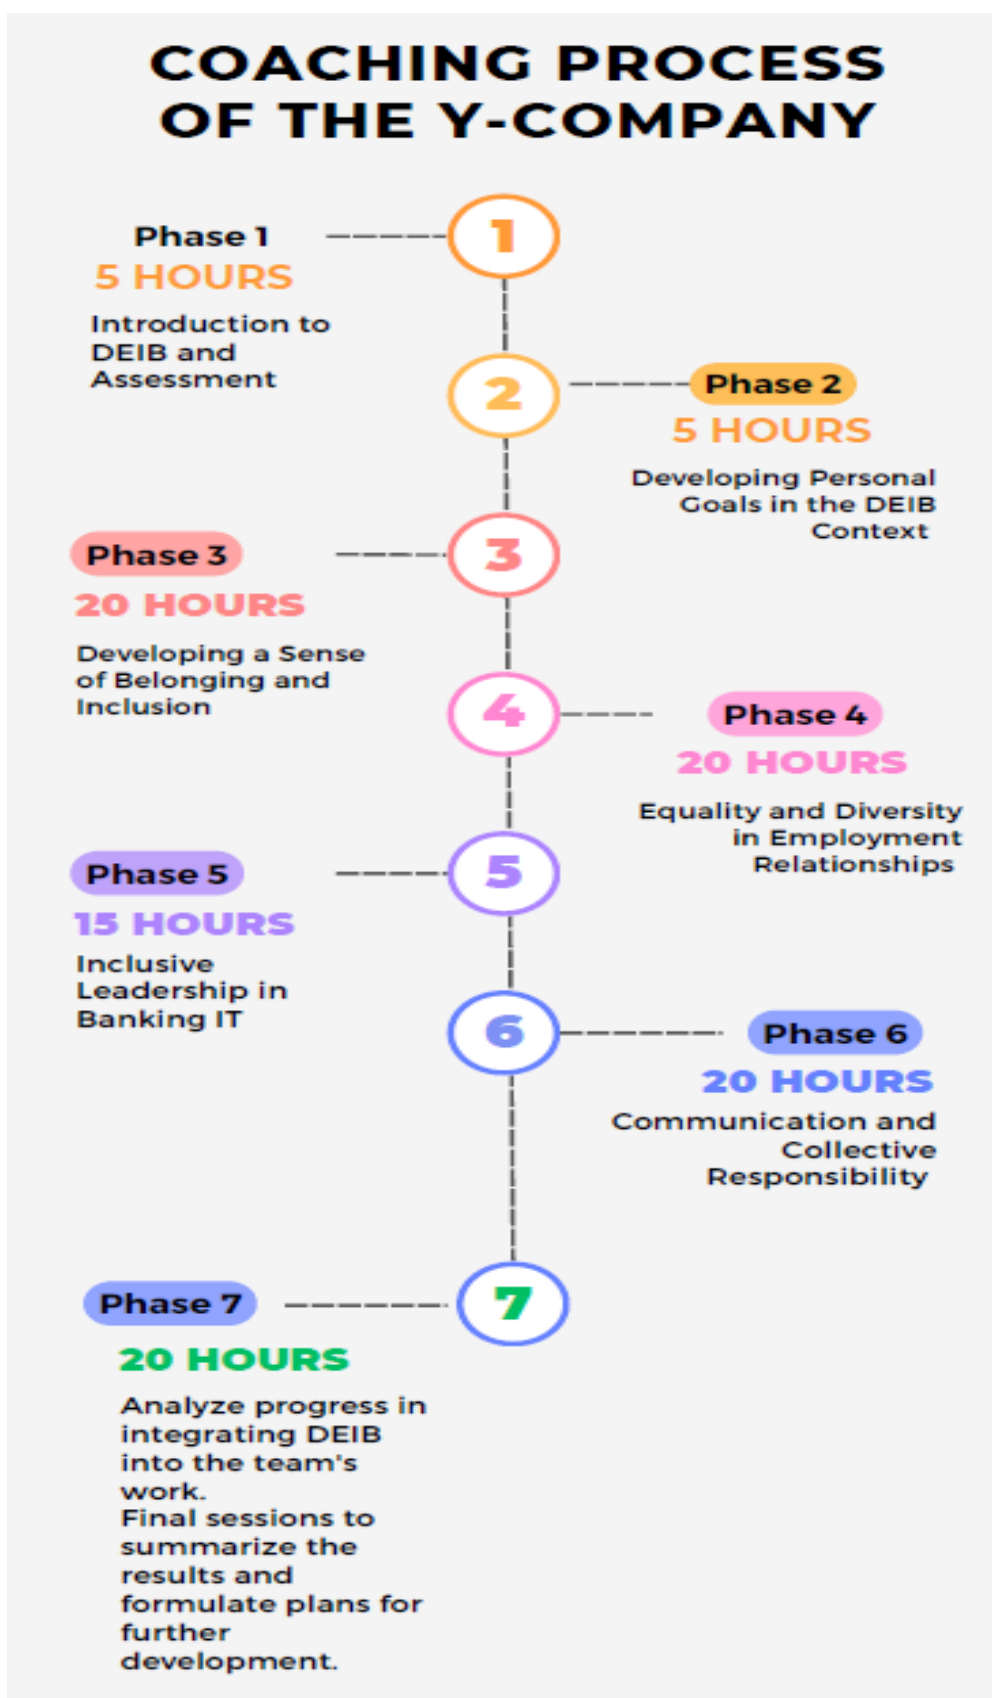 COACHING PROCESS
OF THE Y-COMPANY
Phase 1
1
5 HOURS
Introduction to
DEIB and
Assessment
2
Phase 2
5 HOURS
Developing Personal
Goals in the DEIB
Context
Phase 3
3
20 HOURS
Developing a Sense
of Belonging and
Inclusion
4
Phase 4
20 HOURS
Equality and Diversity
in Employment
Relationships
Phase 5
5
15 HOURS
Inclusive
Leadership in
Banking IT
6
Phase 6
20 HOURS
Communication and
Collective
Responsibility
Phase 7
7
20 HOURS
Analyze progress in
integrating DEIB
into the team's
work.
Final sessions to
summarize the
results and
formulate plans for
further
development.